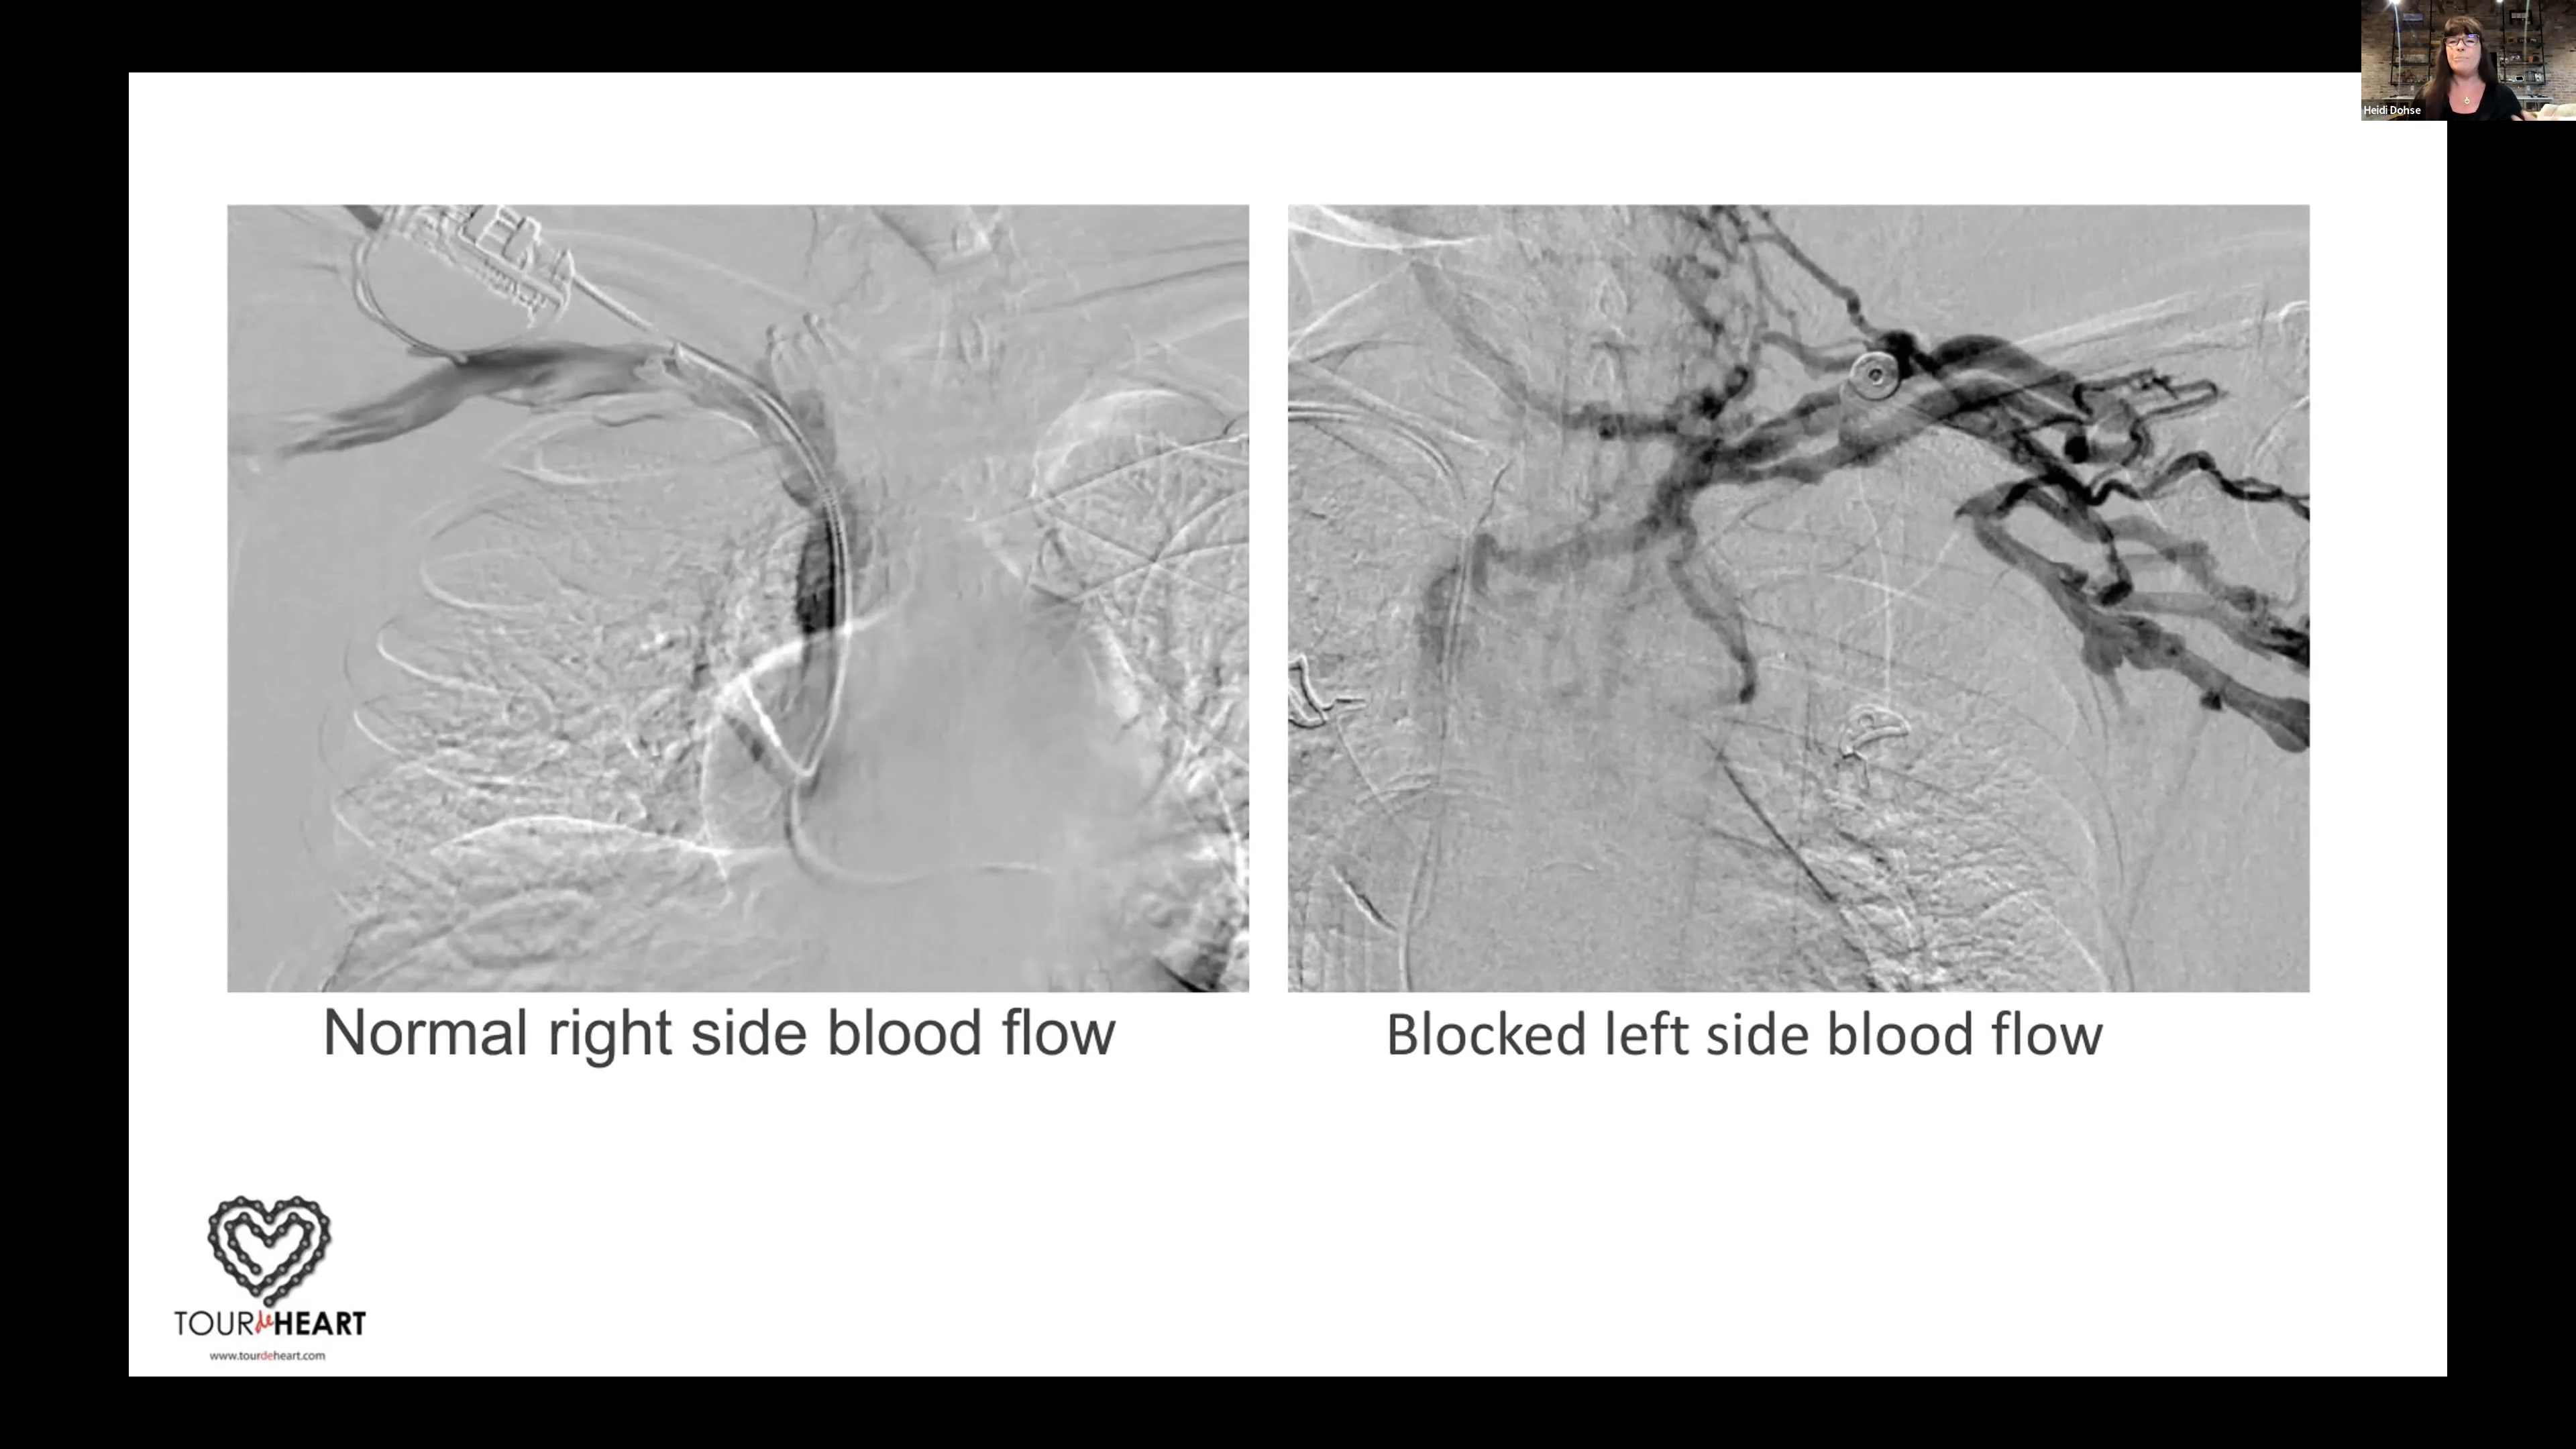 Heidi Dohse
Normal right side blood flow
Blocked left side blood flow
TOUR de HEART
www.tourdeheart.com